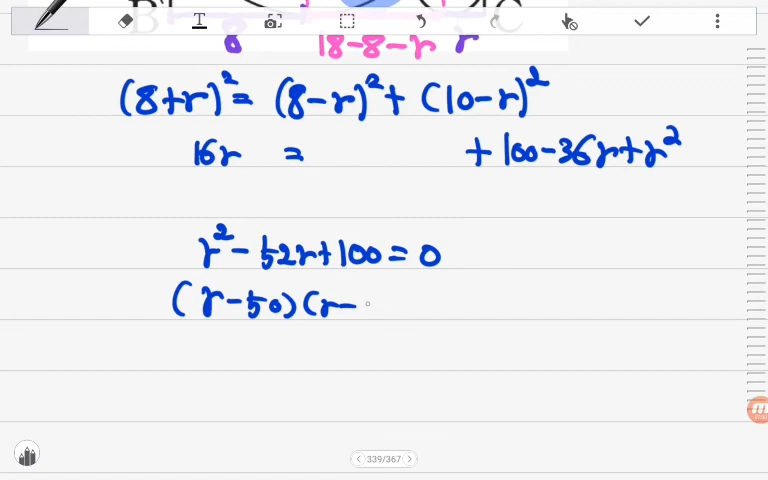 B C
8 18-8-r r
(8+r)² = (8-r)² + (10-r)²
16r = + 100-36r+r²
r² - 52r+100 = 0
(r-50)(r-
339/367